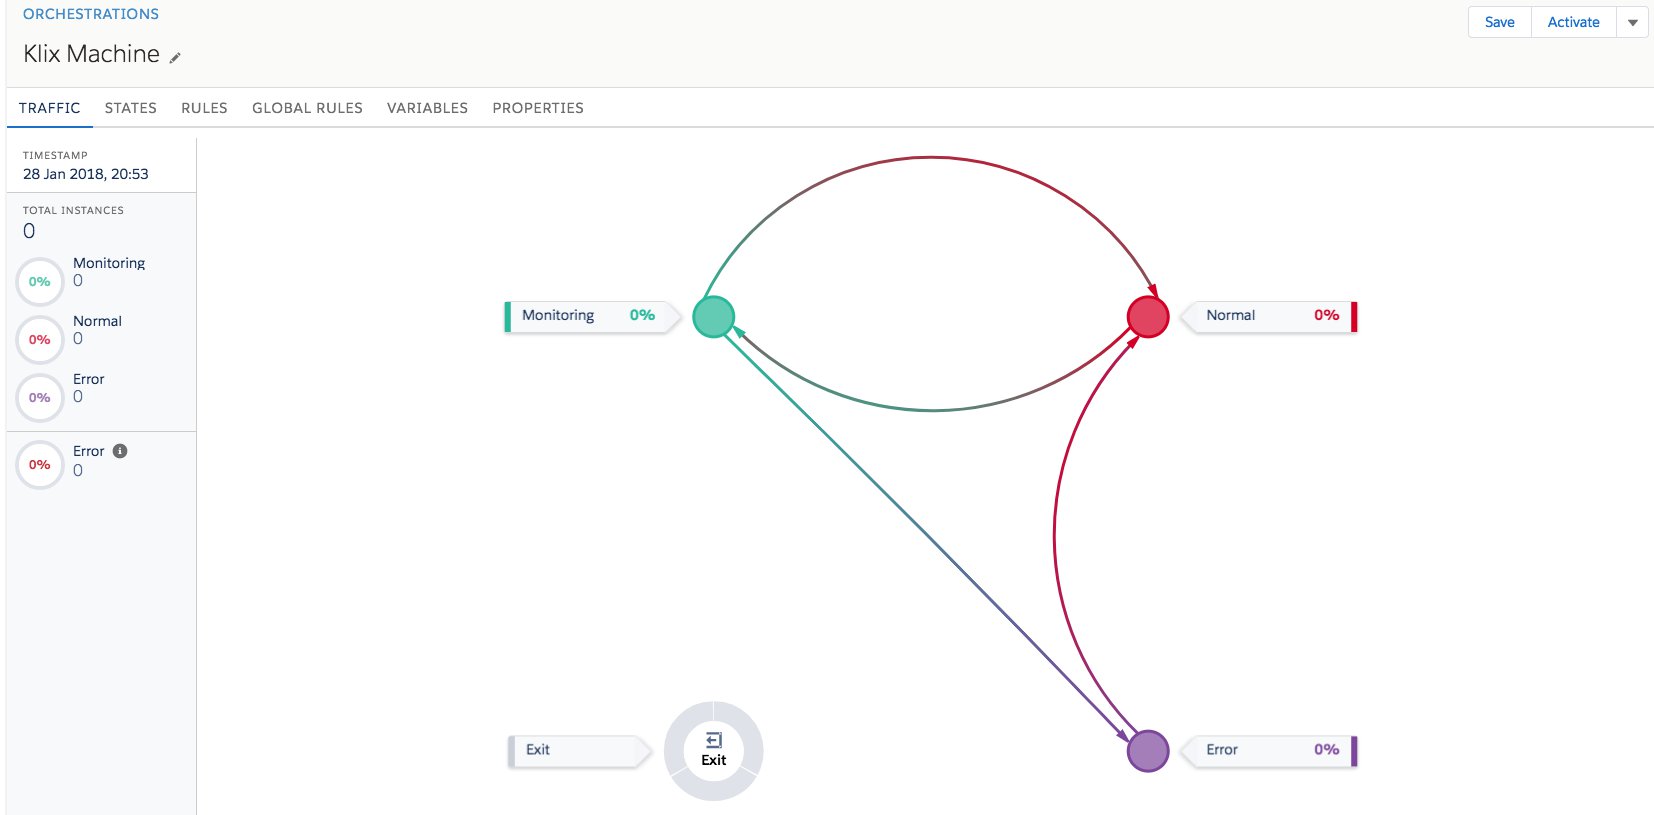 ORCHESTRATIONS
Klix Machine
Save Activate
TRAFFIC STATES RULES GLOBAL RULES VARIABLES PROPERTIES
TIMESTAMP
28 Jan 2018, 20:53
TOTAL INSTANCES
0
0% Monitoring
0
0% Normal
0
0% Error
0
0% Error
0
Monitoring 0%
Normal 0%
Exit
Exit
Error 0%